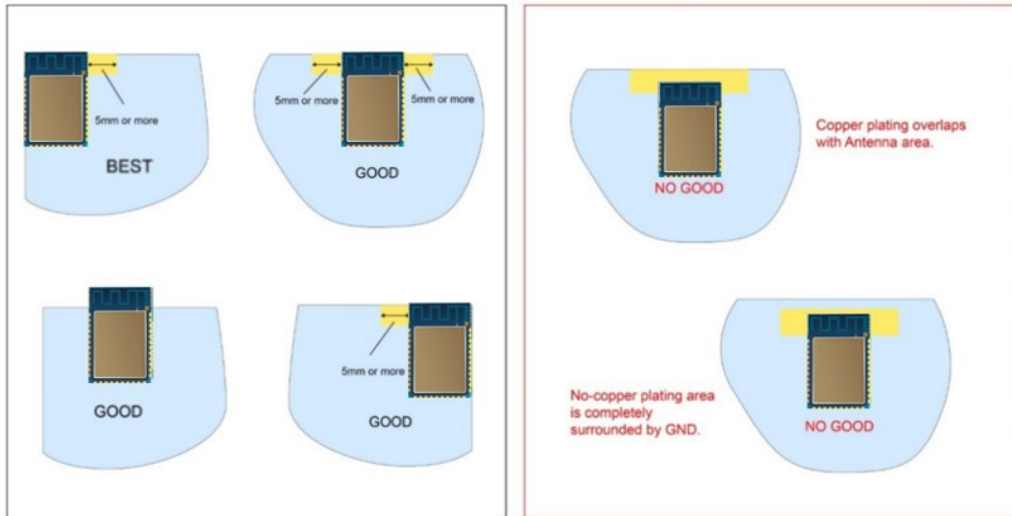 5mm or more
BEST
5mm or more
5mm or more
GOOD
GOOD
5mm or more
GOOD
Copper plating overlaps
with Antenna area.
NO GOOD
No-copper plating area
is completely
surrounded by GND.
NO GOOD